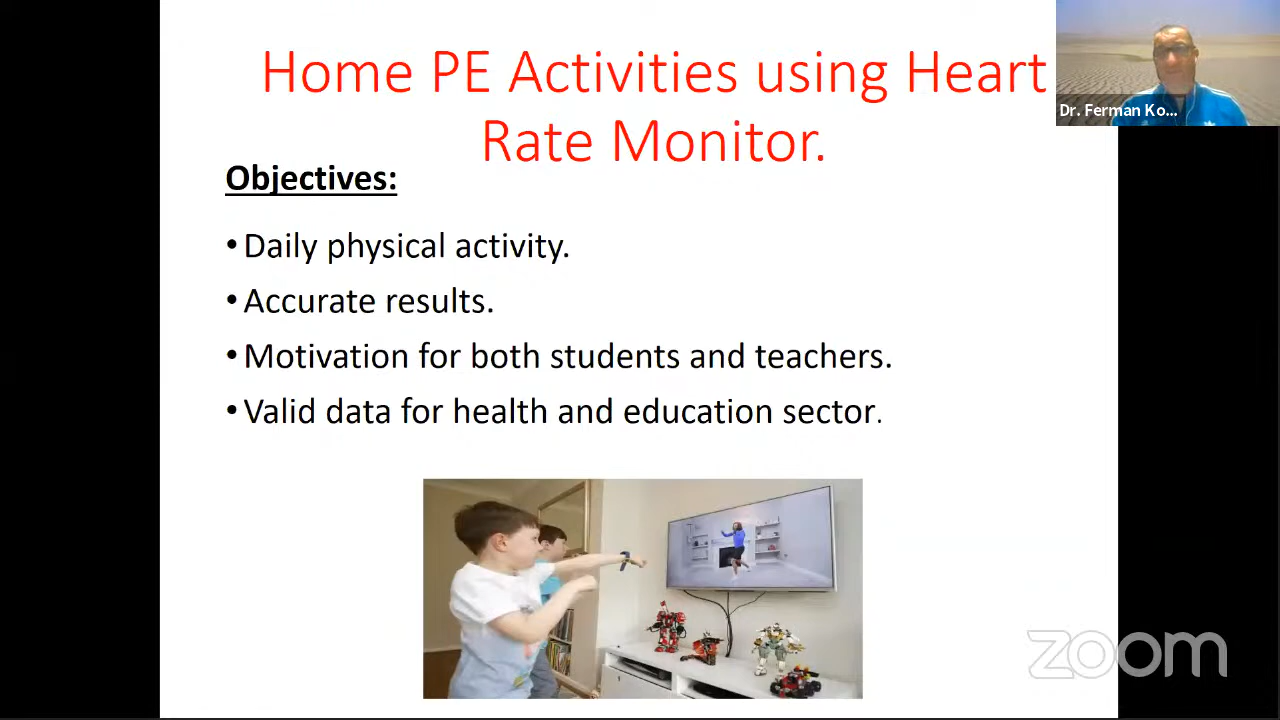 Home PE Activities using Heart
Rate Monitor.
Dr. Ferman Ko...
Objectives:
• Daily physical activity.
• Accurate results.
• Motivation for both students and teachers.
• Valid data for health and education sector.
zoom